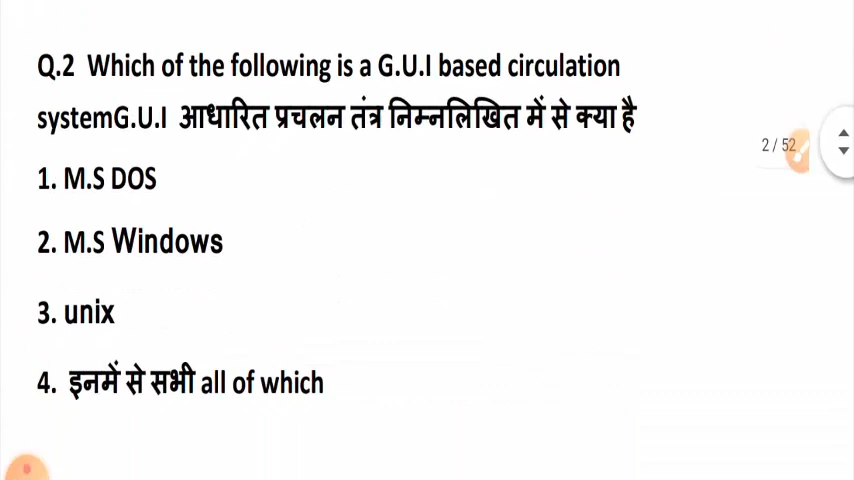 Q.2 Which of the following is a G.U.I based circulation
systemG.U.I आधारित प्रचलन तंत्र निम्नलिखित में से क्या है
2 / 52
1. M.S DOS
2. M.S Windows
3. unix
4. इनमें से सभी all of which